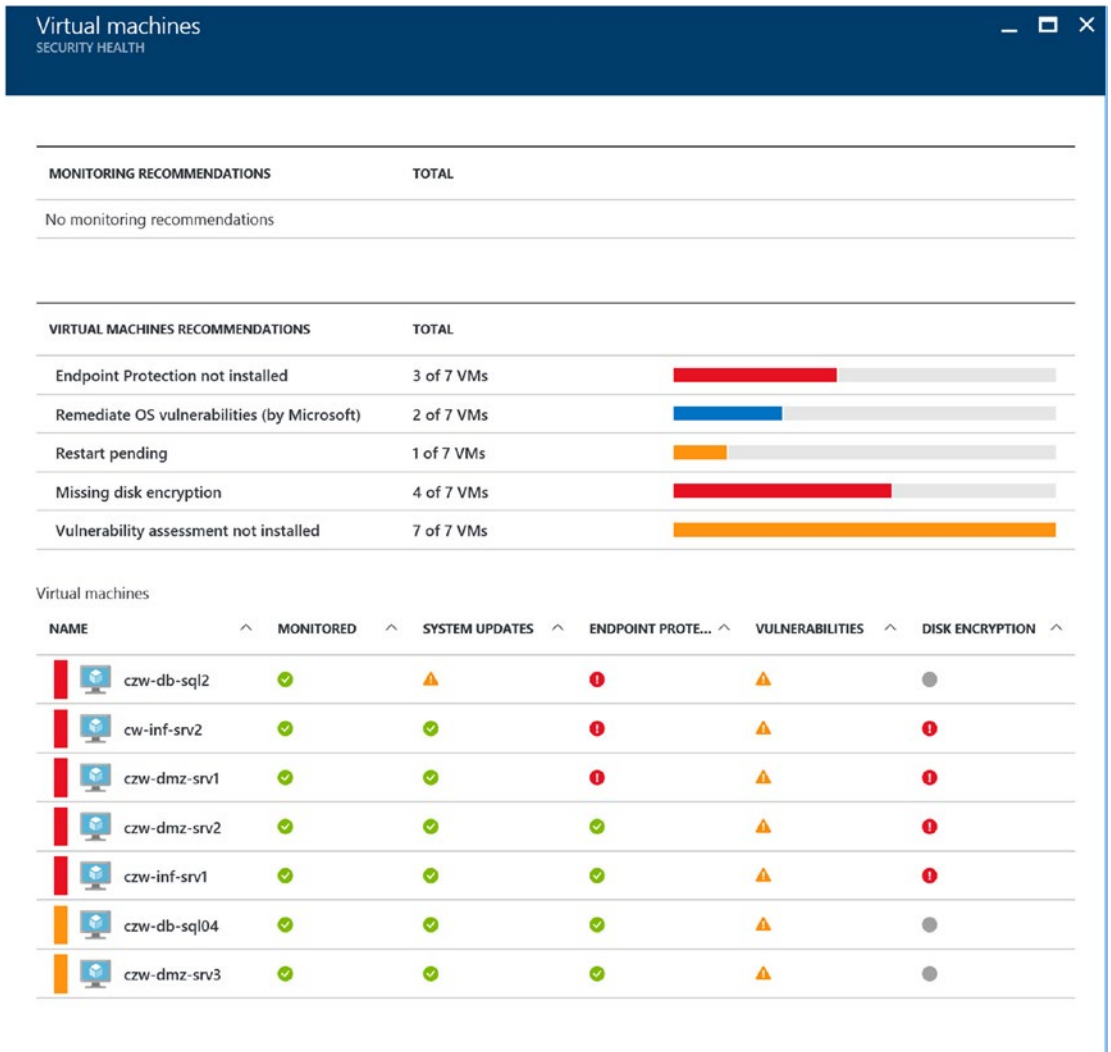 Virtual machines
SECURITY HEALTH
MONITORING RECOMMENDATIONS TOTAL
No monitoring recommendations
VIRTUAL MACHINES RECOMMENDATIONS TOTAL
Endpoint Protection not installed 3 of 7 VMs
Remediate OS vulnerabilities (by Microsoft) 2 of 7 VMs
Restart pending 1 of 7 VMs
Missing disk encryption 4 of 7 VMs
Vulnerability assessment not installed 7 of 7 VMs
Virtual machines
NAME MONITORED SYSTEM UPDATES ENDPOINT PROTE... VULNERABILITIES DISK ENCRYPTION
czw-db-sql2
cw-inf-srv2
czw-dmz-srv1
czw-dmz-srv2
czw-inf-srv1
czw-db-sql04
czw-dmz-srv3